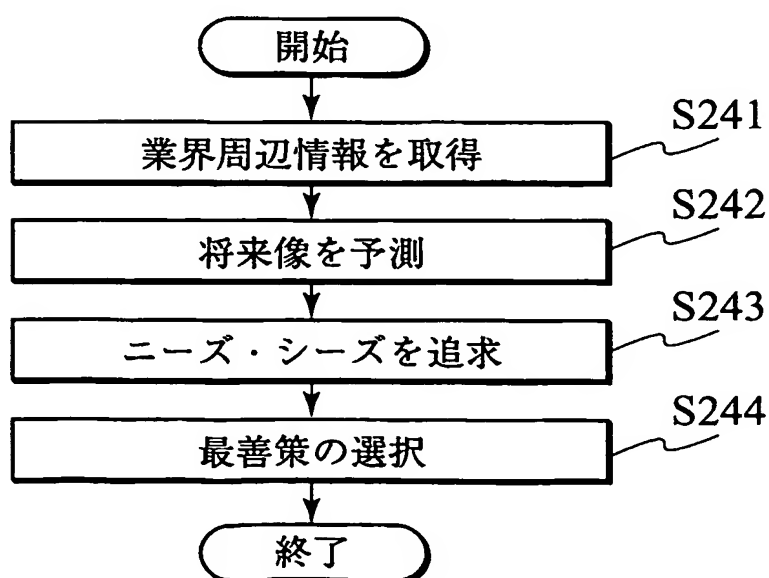 開始
業界周辺情報を取得
S241
将来像を予測
S242
ニーズ・シーズを追求
S243
最善策の選択
S244
終了